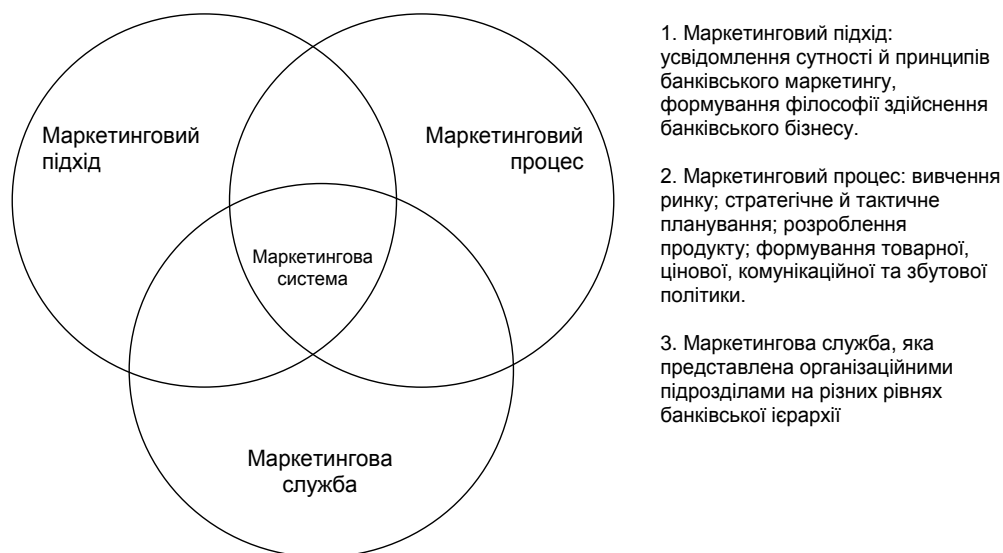 Маркетинговий
підхід
Маркетинговий
процес
Маркетингова
система
Маркетингова
служба
1. Маркетинговий підхід:
усвідомлення сутності й принципів
банківського маркетингу,
формування філософії здійснення
банківського бізнесу.
2. Маркетинговий процес: вивчення
ринку; стратегічне й тактичне
планування; розроблення
продукту; формування товарної,
цінової, комунікаційної та збутової
політики.
3. Маркетингова служба, яка
представлена організаційними
підрозділами на різних рівнях
банківської ієрархії